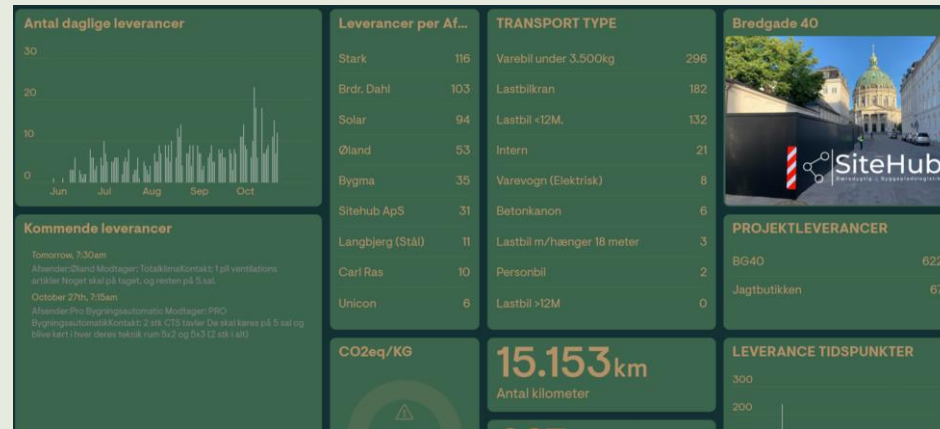 Antal daglige leverancer
30
20
10
0
Jun Jul Aug Sep Oct
Kommende leverancer
Tomorrow, 7:30am
Afsender:Øland Modtager: TotalklimaKontakt: 1 pll ventilations
artikler Noget skal på taget, og resten på 5.sal.
October 27th, 7:15am
Afsender:Pro Bygningsautomatic Modtager: PRO
BygningsautomatikKontakt: 2 stk CTS tavler De skal køres på 5 sal og
blive kørt i hver deres teknik rum 5x2 og 5x3 (2 stk i alt)
Leverancer per Af...
Stark 116
Brdr. Dahl 103
Solar 94
Øland 53
Bygma 35
Sitehub ApS 31
Langbjerg (Stål) 11
Carl Ras 10
Unicon 6
CO2eq/KG
TRANSPORT TYPE
Varebil under 3.500kg 296
Lastbilkran 182
Lastbil <12M. 132
Intern 21
Varevogn (Elektrisk) 8
Betonkanon 6
Lastbil m/hænger 18 meter 3
Personbil 2
Lastbil >12M 0
15.153km
Antal kilometer
Bredgade 40
SiteHub
Bæredygtig & Byggepladslogistik
PROJEKTLEVERANCER
BG40 622
Jagtbutikken 67
LEVERANCE TIDSPUNKTER
300
200